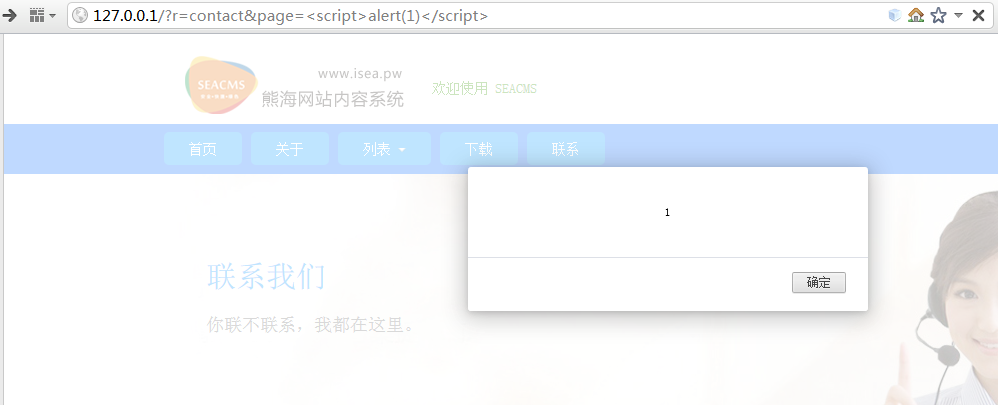 127.0.0.1/?r=contact&page=<script>alert(1)</script>
www.isea.pw
SEACMS
熊海网站内容系统
欢迎使用 SEACMS
首页 关于 列表 下载 联系
1
确定
联系我们
你联不联系，我都在这里。